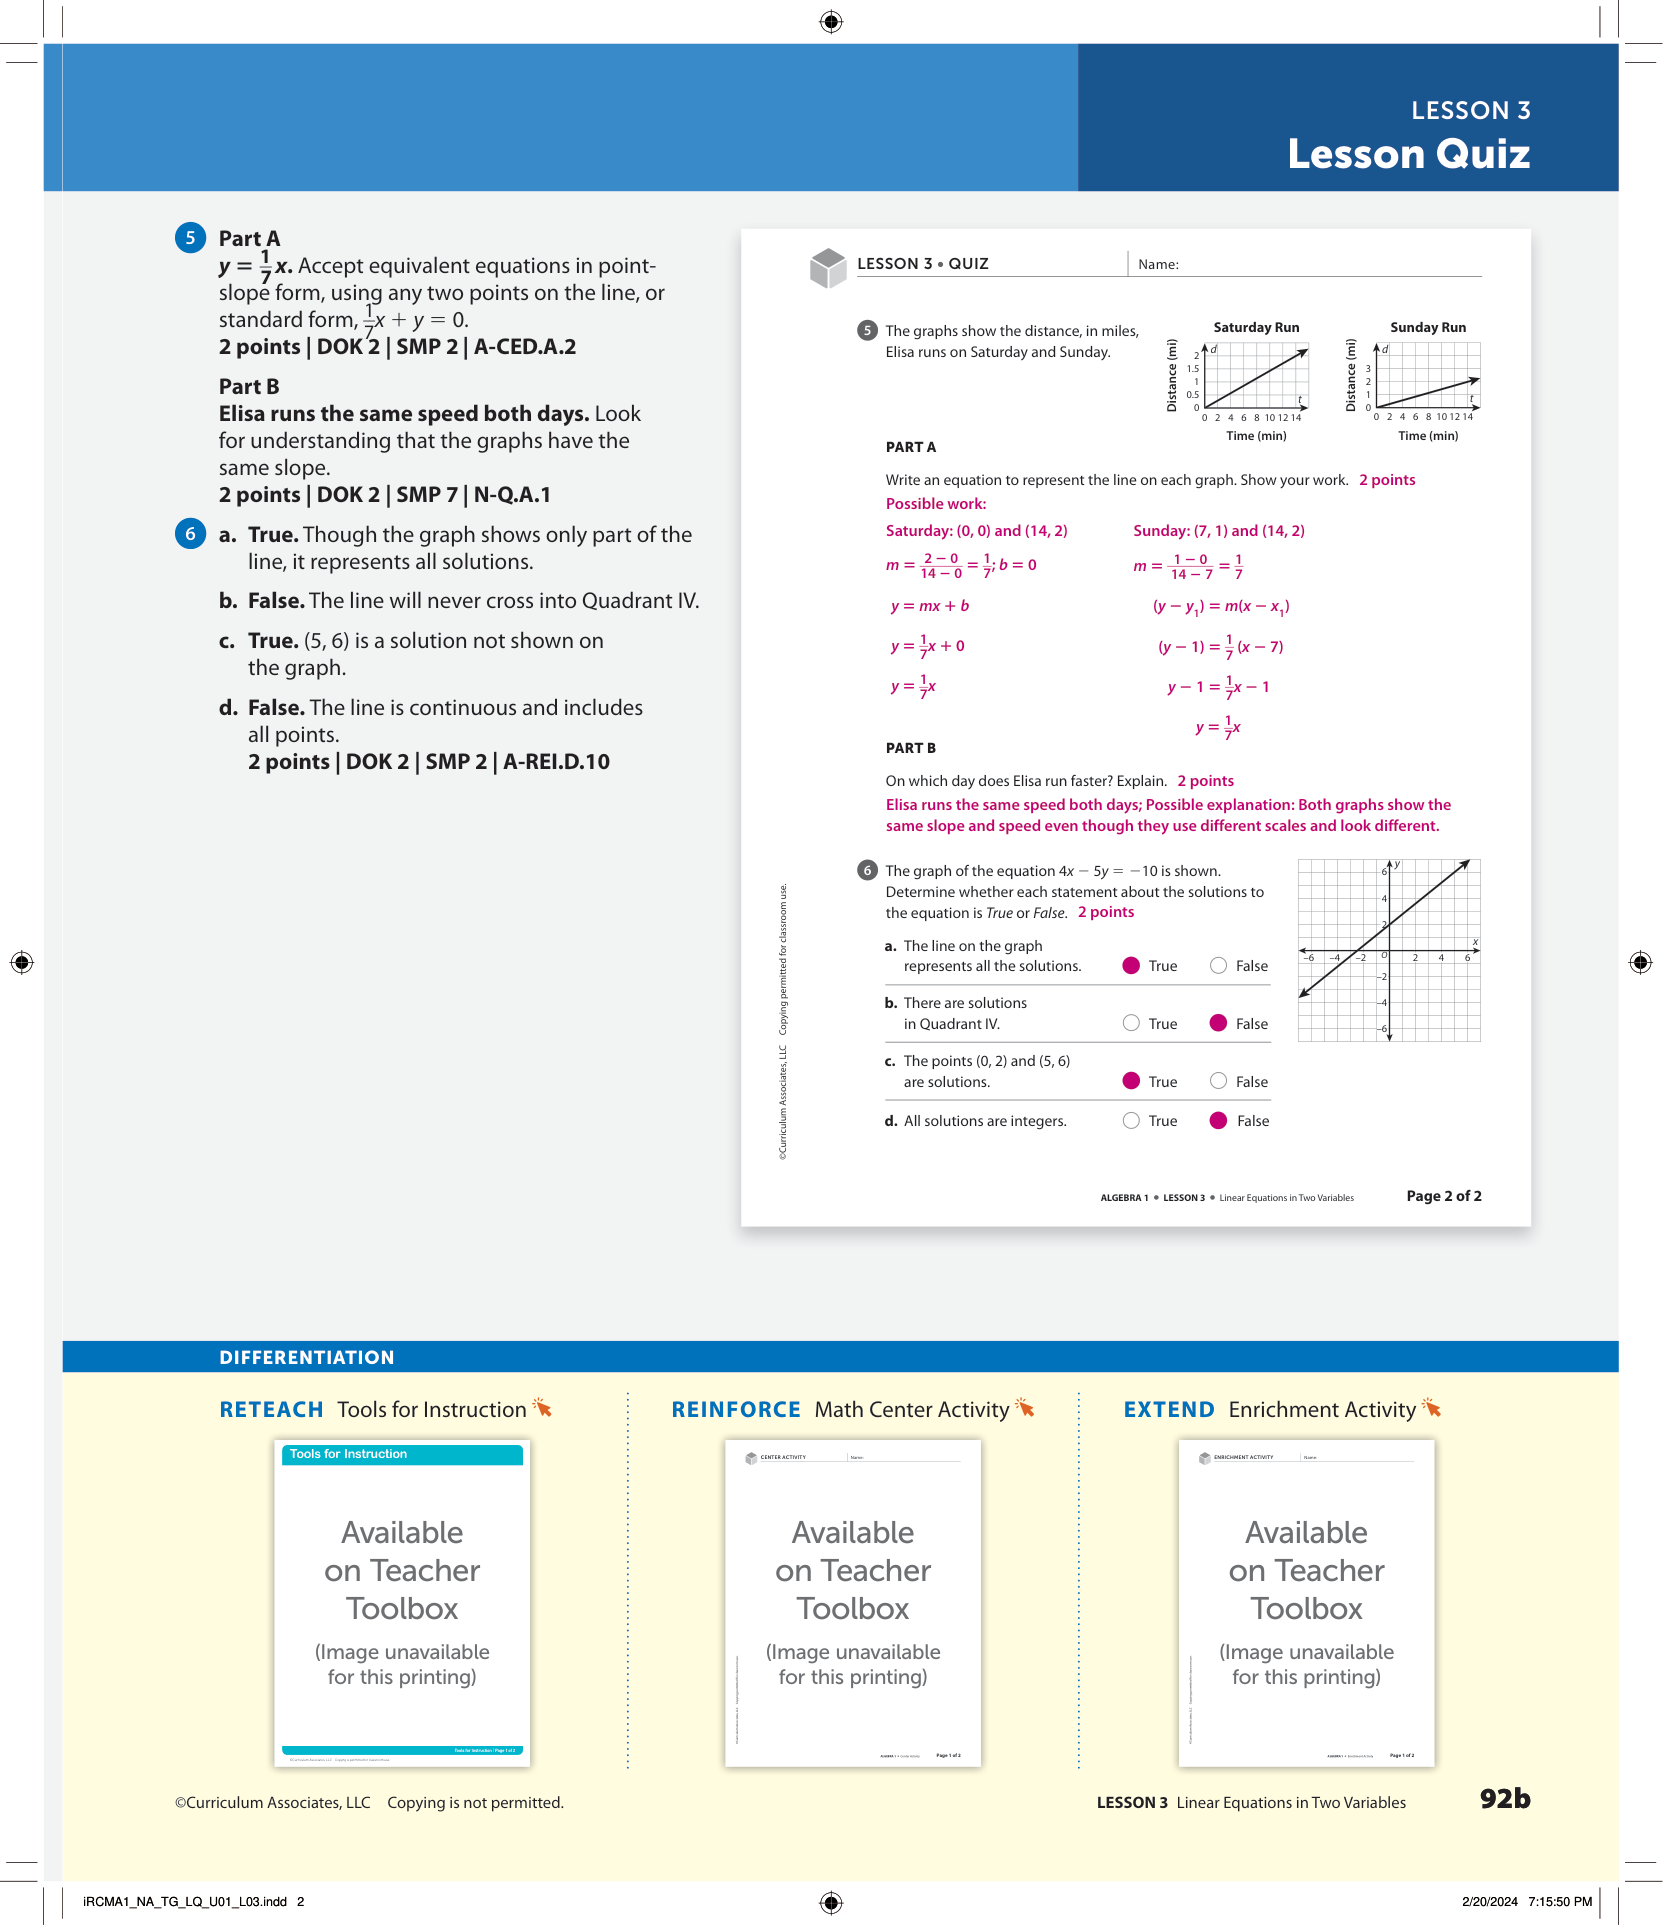 LESSON 3
Lesson Quiz
5 Part A
y = 1/7 x. Accept equivalent equations in point-
slope form, using any two points on the line, or
standard form, 1/7 x + y = 0.
2 points | DOK 2 | SMP 2 | A-CED.A.2
Part B
Elisa runs the same speed both days. Look
for understanding that the graphs have the
same slope.
2 points | DOK 2 | SMP 7 | N-Q.A.1
6 a. True. Though the graph shows only part of the
line, it represents all solutions.
b. False. The line will never cross into Quadrant IV.
c. True. (5, 6) is a solution not shown on
the graph.
d. False. The line is continuous and includes
all points.
2 points | DOK 2 | SMP 2 | A-REI.D.10
LESSON 3 • QUIZ Name:
5 The graphs show the distance, in miles,
Elisa runs on Saturday and Sunday.
Saturday Run
Distance (mi)
d
2
1.5
1
0.5
0
t
0 2 4 6 8 10 12 14
Time (min)
Sunday Run
Distance (mi)
d
3
2
1
0
t
0 2 4 6 8 10 12 14
Time (min)
PART A
Write an equation to represent the line on each graph. Show your work. 2 points
Possible work:
Saturday: (0, 0) and (14, 2) Sunday: (7, 1) and (14, 2)
m = 2 − 0/14 − 0 = 1/7; b = 0 m = 1 − 0/14 − 7 = 1/7
y = mx + b (y − y1) = m(x − x1)
y = 1/7 x + 0 (y − 1) = 1/7 (x − 7)
y = 1/7 x y − 1 = 1/7 x − 1
y = 1/7 x
PART B
On which day does Elisa run faster? Explain. 2 points
Elisa runs the same speed both days; Possible explanation: Both graphs show the
same slope and speed even though they use different scales and look different.
6 The graph of the equation 4x − 5y = −10 is shown.
Determine whether each statement about the solutions to
the equation is True or False. 2 points
a. The line on the graph
represents all the solutions. True False
b. There are solutions
in Quadrant IV. True False
c. The points (0, 2) and (5, 6)
are solutions. True False
d. All solutions are integers. True False
y
6
4
2
x
–6 –4 –2 O 2 4 6
–2
–4
–6
©Curriculum Associates, LLC Copying permitted for classroom use.
ALGEBRA 1 • LESSON 3 • Linear Equations in Two Variables Page 2 of 2
DIFFERENTIATION
RETEACH Tools for Instruction
Tools for Instruction
Available
on Teacher
Toolbox
(Image unavailable
for this printing)
Tools for Instruction | Page 1 of 2
REINFORCE Math Center Activity
CENTER ACTIVITY Name:
Available
on Teacher
Toolbox
(Image unavailable
for this printing)
Page 1 of 2
EXTEND Enrichment Activity
ENRICHMENT ACTIVITY Name:
Available
on Teacher
Toolbox
(Image unavailable
for this printing)
Page 1 of 2
©Curriculum Associates, LLC Copying is not permitted.
LESSON 3 Linear Equations in Two Variables 92b
iRCMA1_NA_TG_LQ_U01_L03.indd 2
2/20/2024 7:15:50 PM